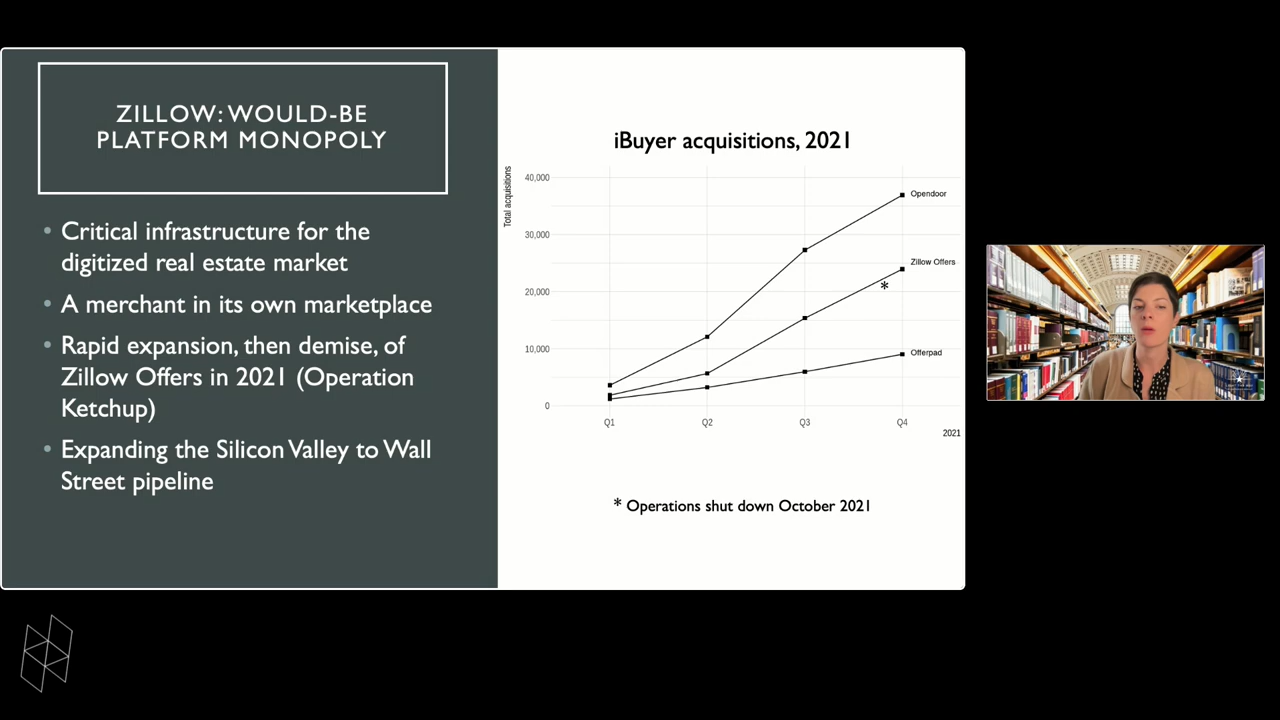 ZILLOW: WOULD-BE
PLATFORM MONOPOLY
• Critical infrastructure for the
digitized real estate market
• A merchant in its own marketplace
• Rapid expansion, then demise, of
Zillow Offers in 2021 (Operation
Ketchup)
• Expanding the Silicon Valley to Wall
Street pipeline
iBuyer acquisitions, 2021
Total acquisitions
40,000
30,000
20,000
10,000
0
Opendoor
Zillow Offers
*
Offerpad
Q1 Q2 Q3 Q4
2021
* Operations shut down October 2021